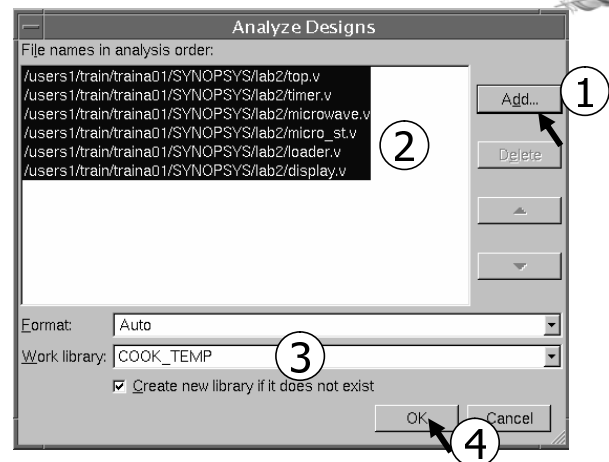 Analyze Designs
File names in analysis order:
/users1/train/traina01/SYNOPSYS/lab2/top.v
/users1/train/traina01/SYNOPSYS/lab2/timer.v
/users1/train/traina01/SYNOPSYS/lab2/microwave.v
/users1/train/traina01/SYNOPSYS/lab2/micro_st.v
/users1/train/traina01/SYNOPSYS/lab2/loader.v
/users1/train/traina01/SYNOPSYS/lab2/display.v
2
Add...
1
Delete
Format: Auto
Work library: COOK_TEMP
3
Create new library if it does not exist
OK
Cancel
4